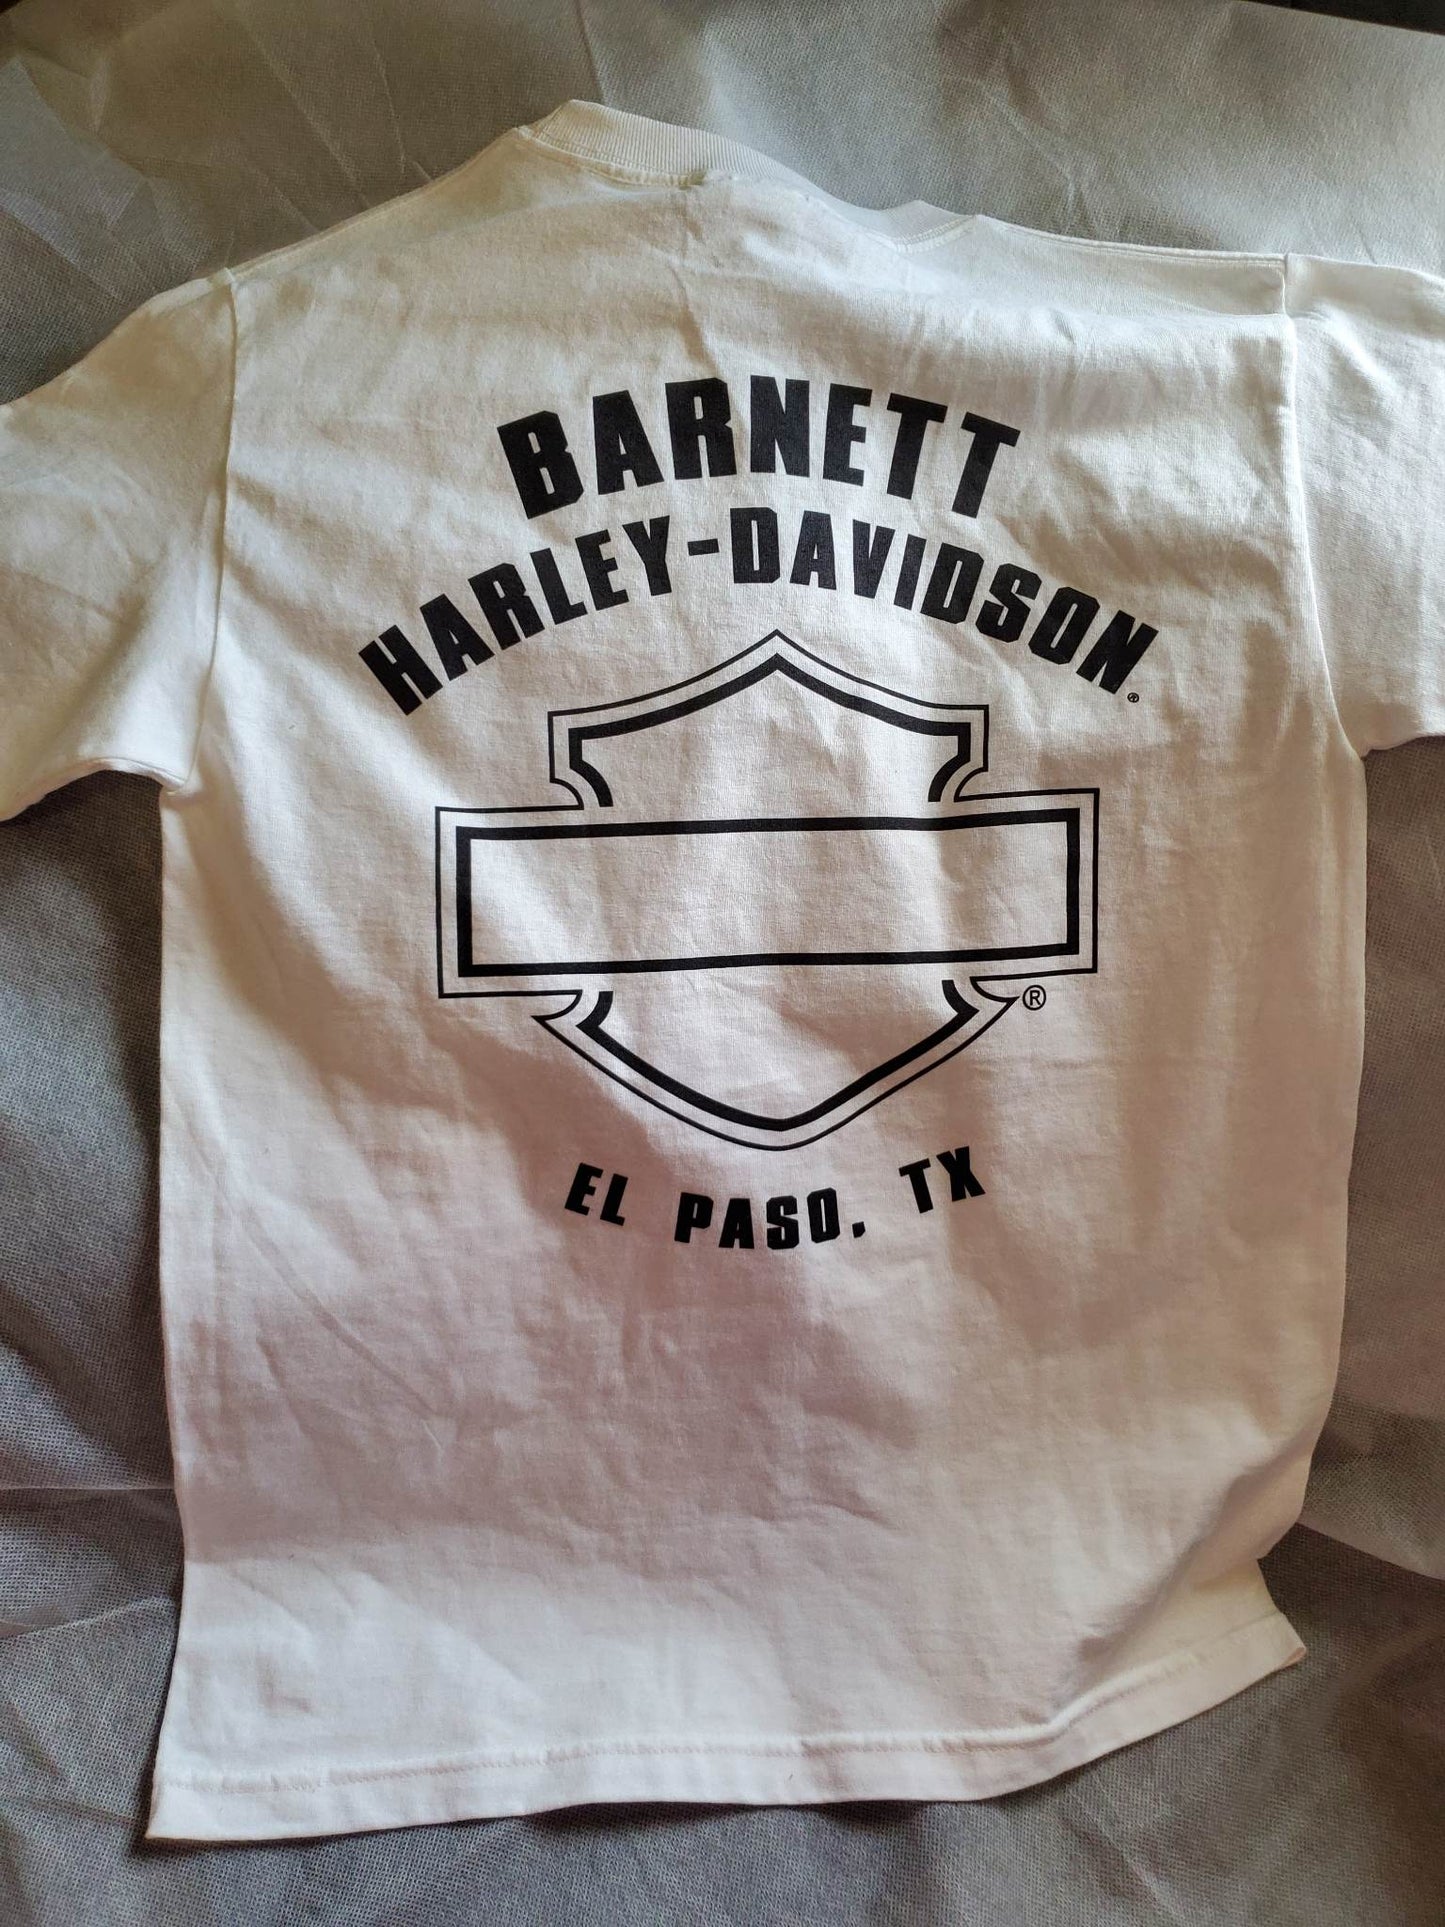 BARNETT
HARLEY-DAVIDSON®
®
EL PASO, TX